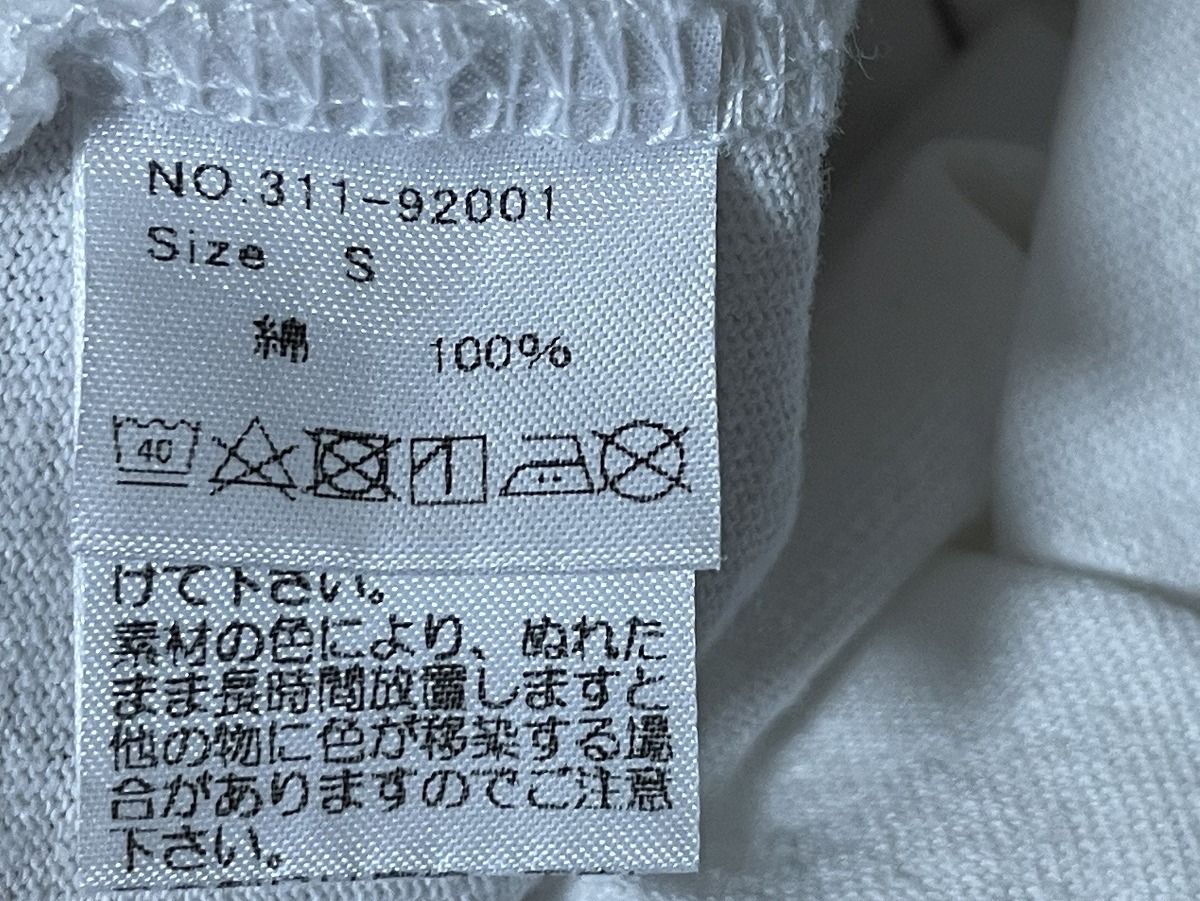 NO.311-92001
Size S
綿 100%
40
けて下さい。
素材の色により、ぬれた
まま長時間放置しますと
他の物に色が移染する場
合がありますのでご注意
下さい。